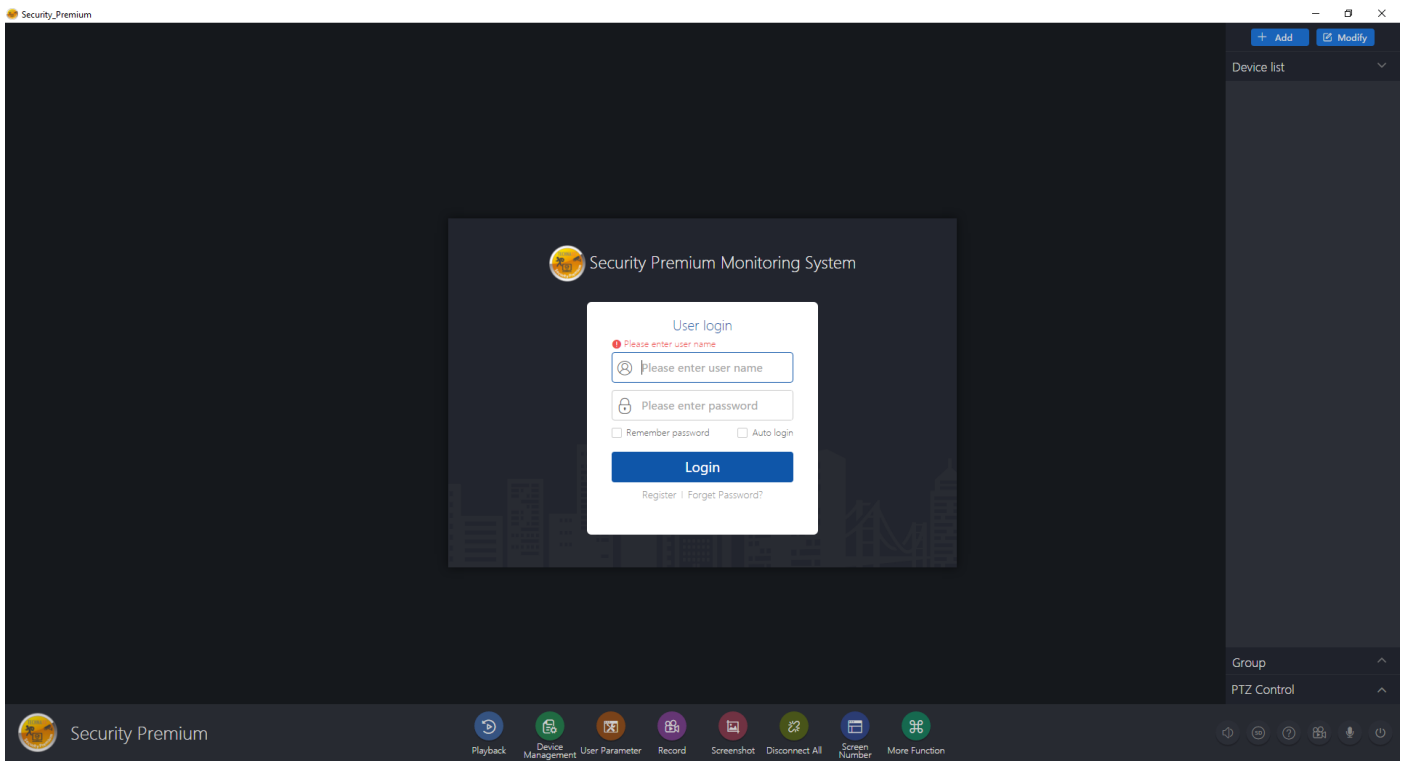 Security_Premium
+ Add
Modify
Device list
Security Premium Monitoring System
User login
Please enter user name
Please enter user name
Please enter password
Remember password
Auto login
Login
Register | Forget Password?
Group
PTZ Control
Security Premium
Playback
Device
Management
User Parameter
Record
Screenshot
Disconnect All
Screen
Number
More Function